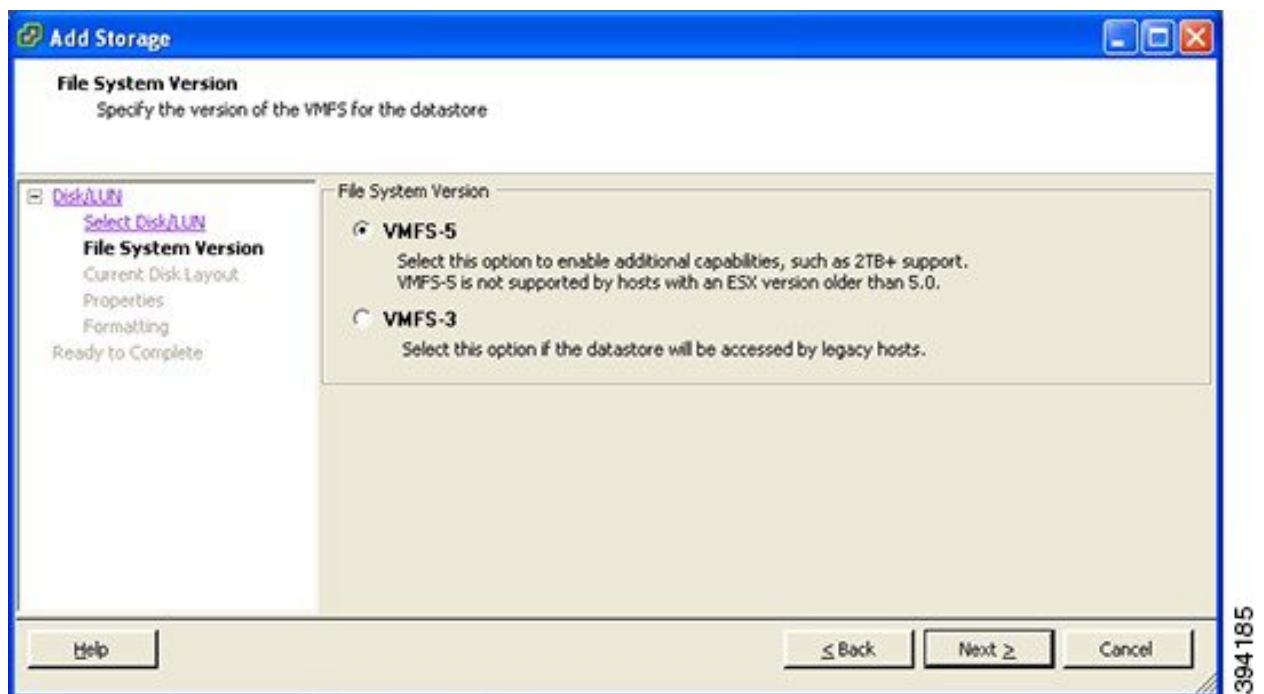 Add Storage
File System Version
Specify the version of the VMFS for the datastore
Disk/LUN
Select Disk/LUN
File System Version
Current Disk Layout
Properties
Formatting
Ready to Complete
File System Version
VMFS-5
Select this option to enable additional capabilities, such as 2TB+ support.
VMFS-5 is not supported by hosts with an ESX version older than 5.0.
VMFS-3
Select this option if the datastore will be accessed by legacy hosts.
Help
< Back
Next >
Cancel
394185